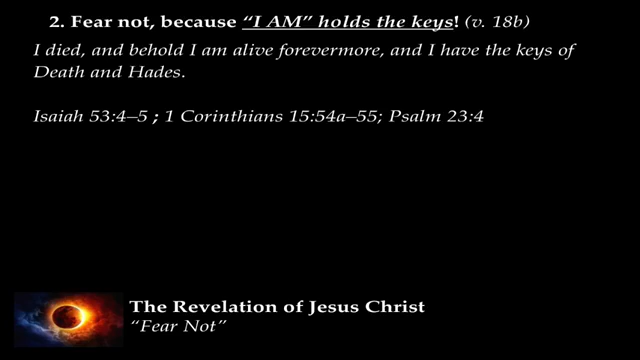 2. Fear not, because “I AM” holds the keys! (v. 18b)
I died, and behold I am alive forevermore, and I have the keys of
Death and Hades.
Isaiah 53:4–5 ; 1 Corinthians 15:54a–55; Psalm 23:4
The Revelation of Jesus Christ
“Fear Not”